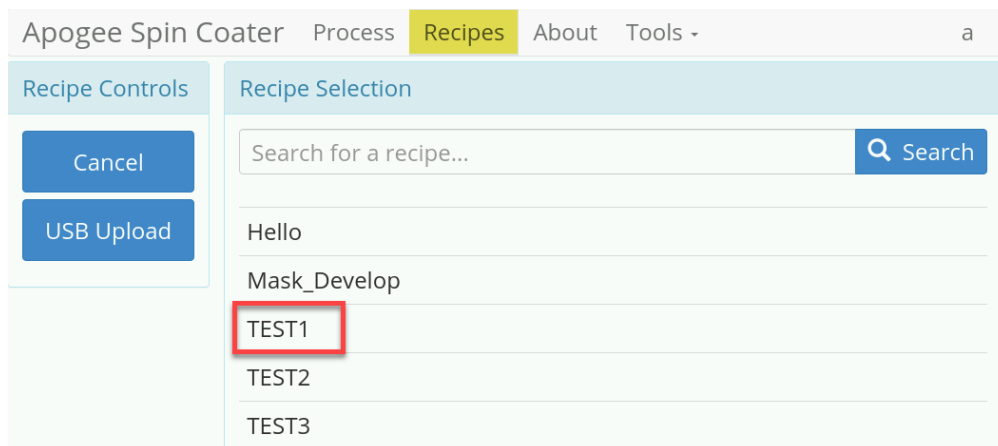 Apogee Spin Coater Process Recipes About Tools a
Recipe Controls
Cancel
USB Upload
Recipe Selection
Search for a recipe... Search
Hello
Mask_Develop
TEST1
TEST2
TEST3